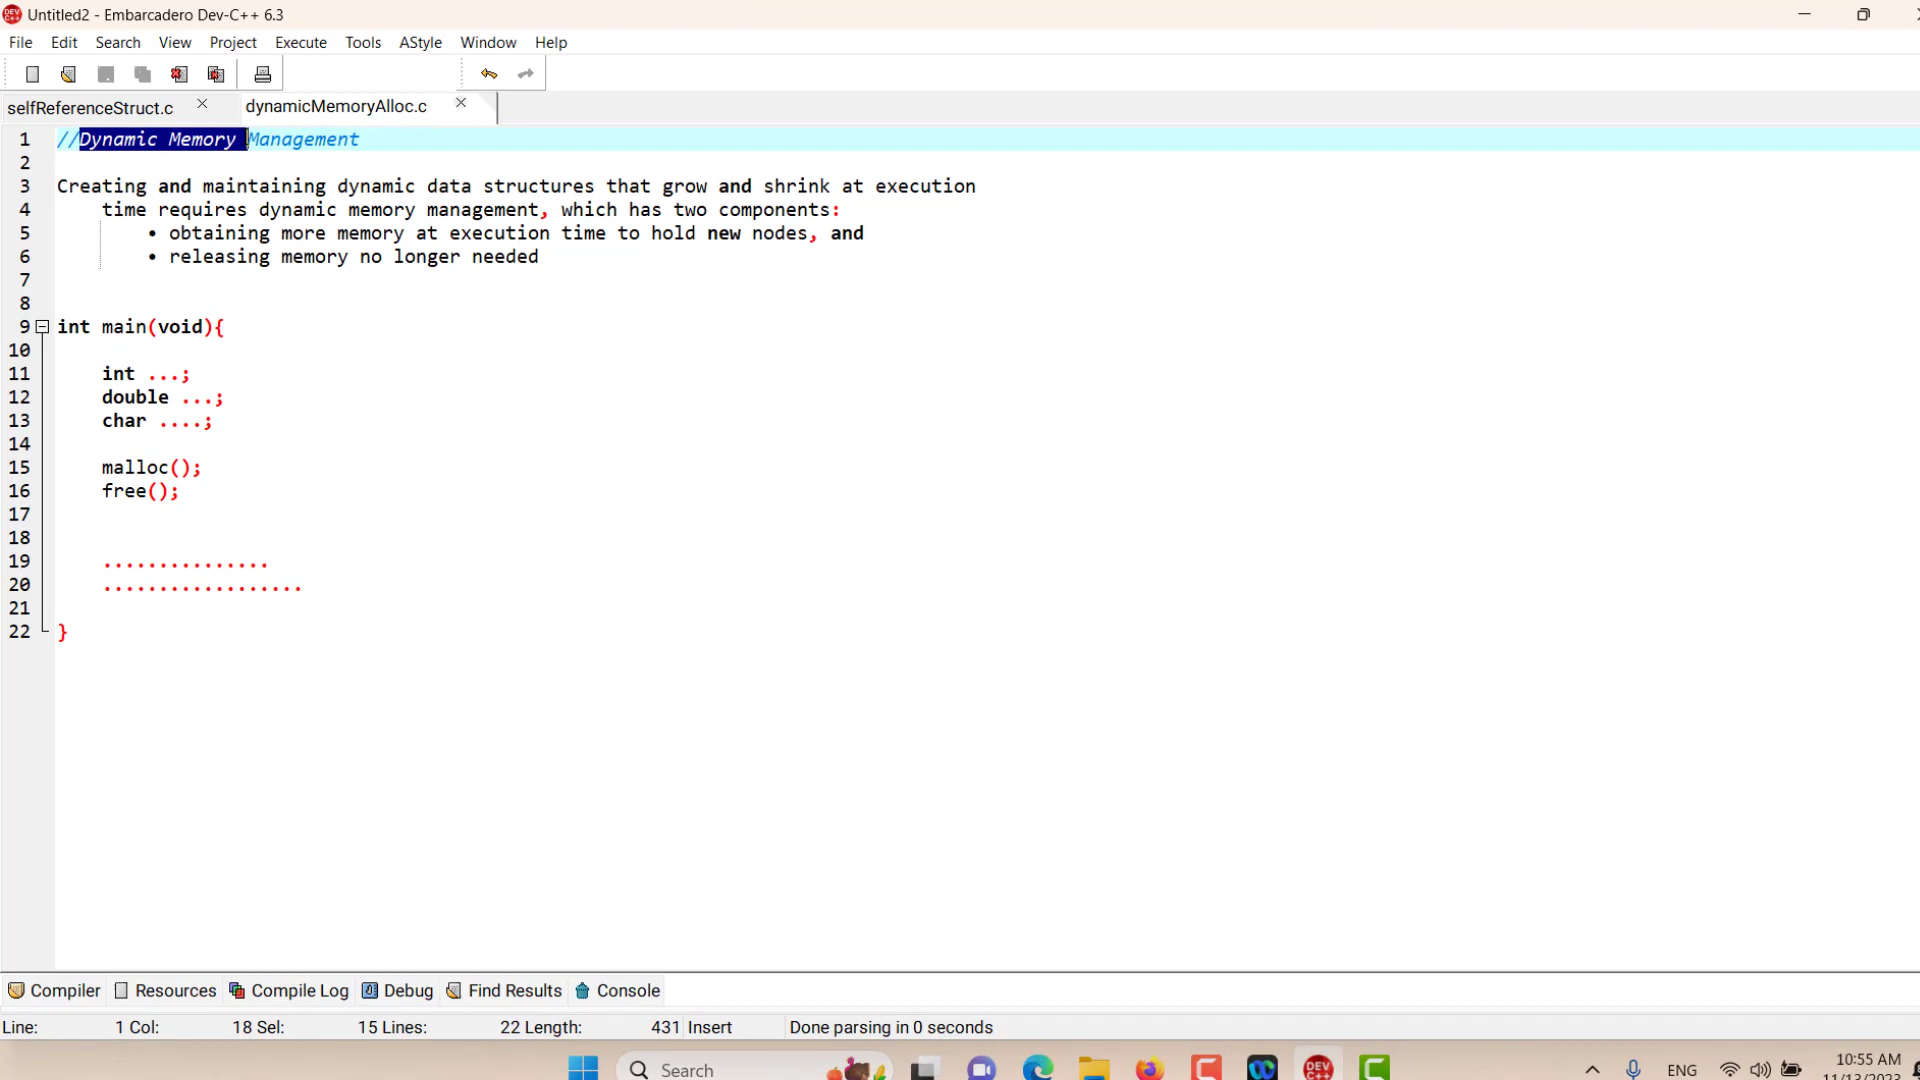 Untitled2 - Embarcadero Dev-C++ 6.3
File Edit Search View Project Execute Tools AStyle Window Help
selfReferenceStruct.c dynamicMemoryAlloc.c
1 //Dynamic Memory Management
2
3 Creating and maintaining dynamic data structures that grow and shrink at execution
4 time requires dynamic memory management, which has two components:
5 • obtaining more memory at execution time to hold new nodes, and
6 • releasing memory no longer needed
7
8
9 int main(void){
10
11 int ...;
12 double ...;
13 char ....;
14
15 malloc();
16 free();
17
18
19 ...............
20 ..................
21
22 }
Compiler Resources Compile Log Debug Find Results Console
Line: 1 Col: 18 Sel: 15 Lines: 22 Length: 431 Insert Done parsing in 0 seconds
Search DEV ENG 10:55 AM
11/13/2023